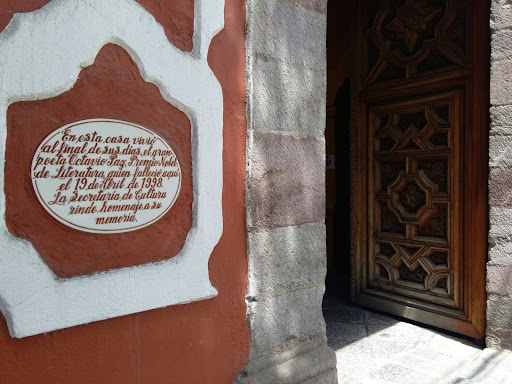 En esta casa vivió
al final de sus días, el gran
poeta Octavio Paz, Premio Nobel
de Literatura, quien falleció aquí
el 19 de Abril de 1998.
La Secretaría de Cultura
rinde homenaje a su
memoria.